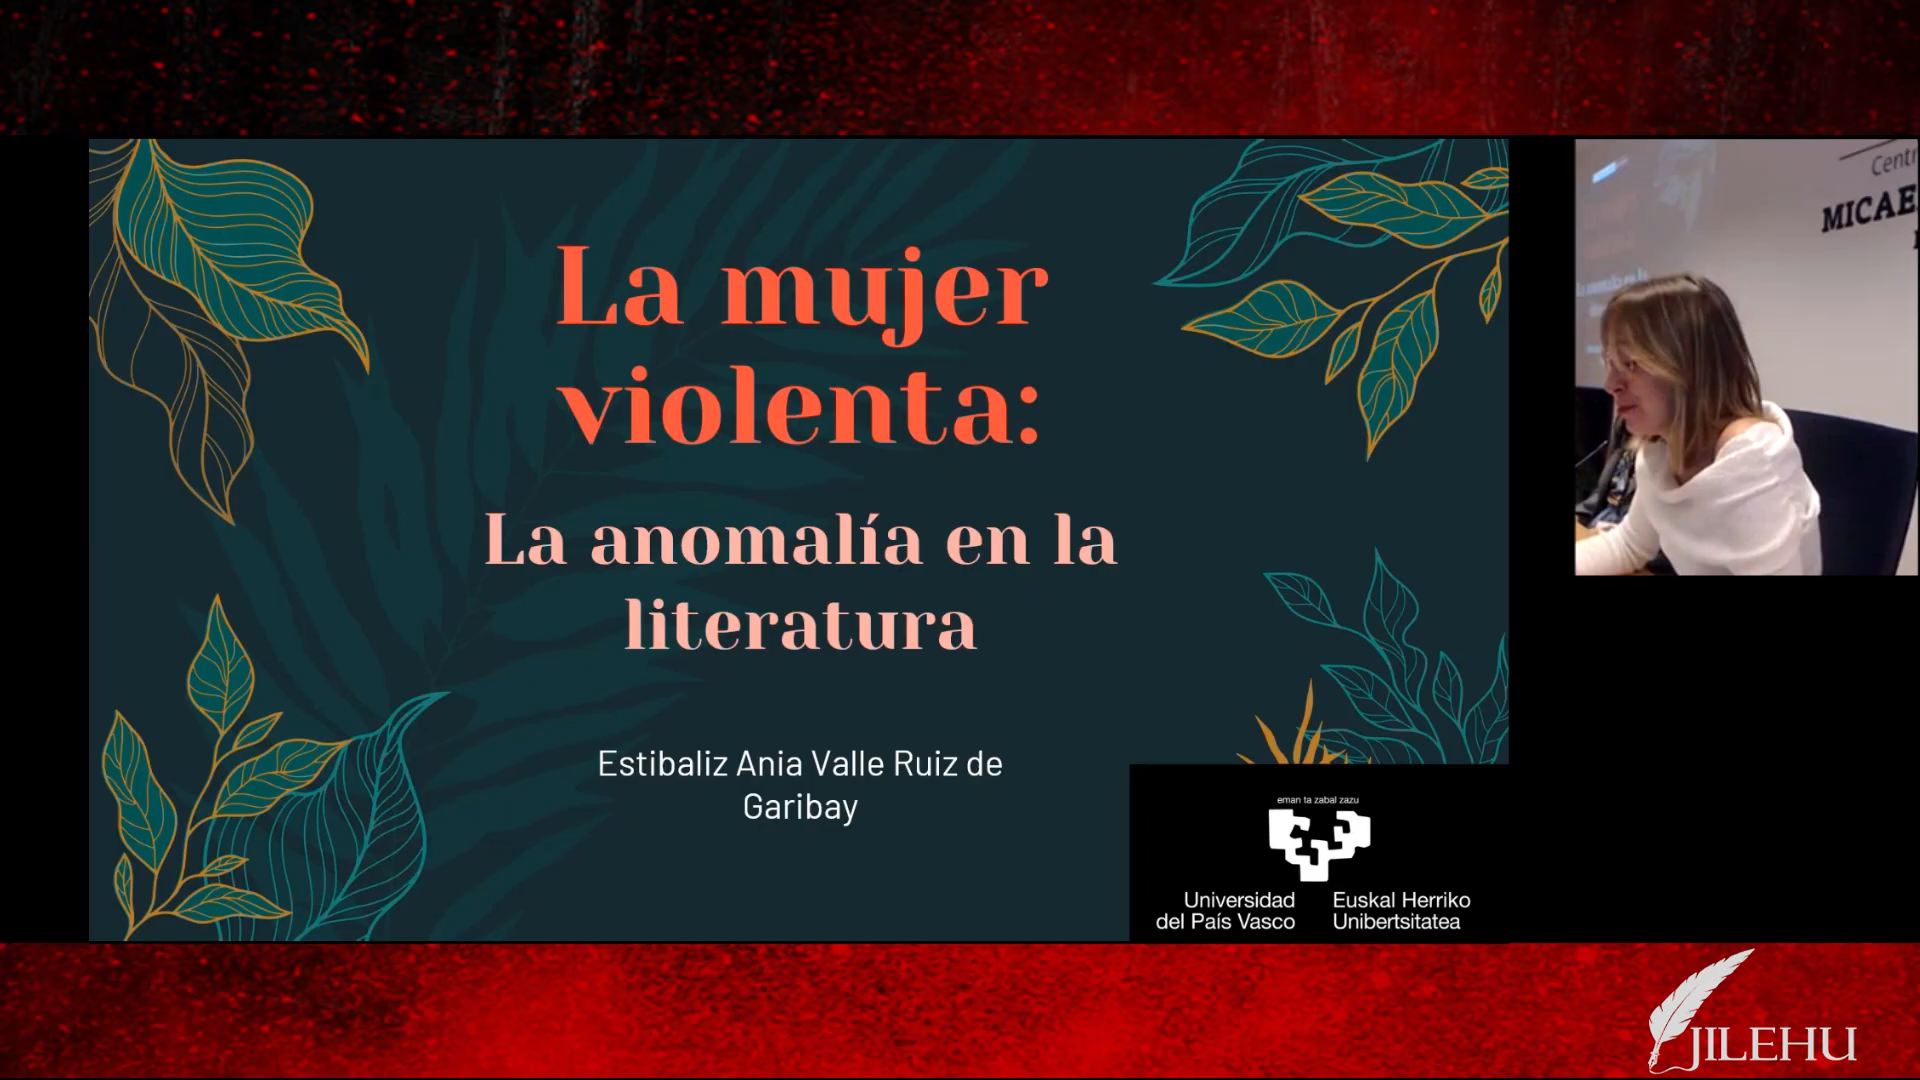 La mujer
violenta:
La anomalía en la
literatura
Estibaliz Ania Valle Ruiz de
Garibay
eman ta zabal zazu
Universidad
del País Vasco
Euskal Herriko
Unibertsitatea
JILEHU